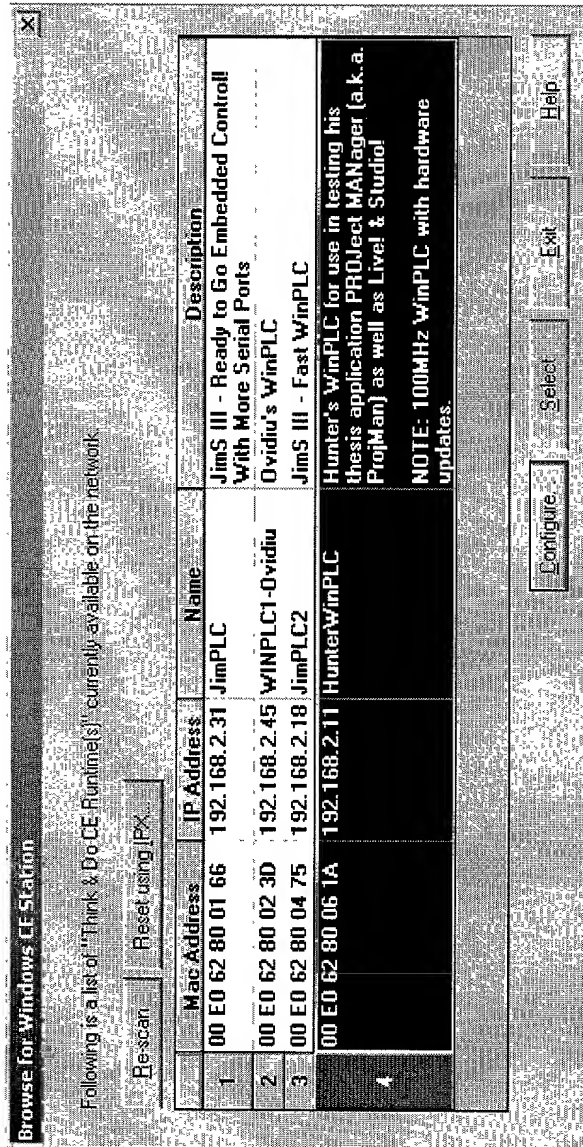 Browse for Windows CE Station
Following is a list of "Think & Do CE Runtime(s)" currently available on the network.
Re-scan Reset using IPX...
Mac Address IP Address Name Description
1 00 E0 62 80 01 66 192.168.2.31 JimPLC JimS III - Ready to Go Embedded Control!
With More Serial Ports
2 00 E0 62 80 02 3D 192.168.2.45 WINPLC1-Ovidiu Ovidiu's WinPLC
3 00 E0 62 80 04 75 192.168.2.18 JimPLC2 JimS III - Fast WinPLC
4 00 E0 62 80 06 1A 192.168.2.11 HunterWinPLC Hunter's WinPLC for use in testing his
thesis application PROJect MANager (a.k.a.
ProjMan) as well as Live! & Studio!
NOTE: 100MHz WinPLC with hardware
updates.
Configure... Select Exit Help